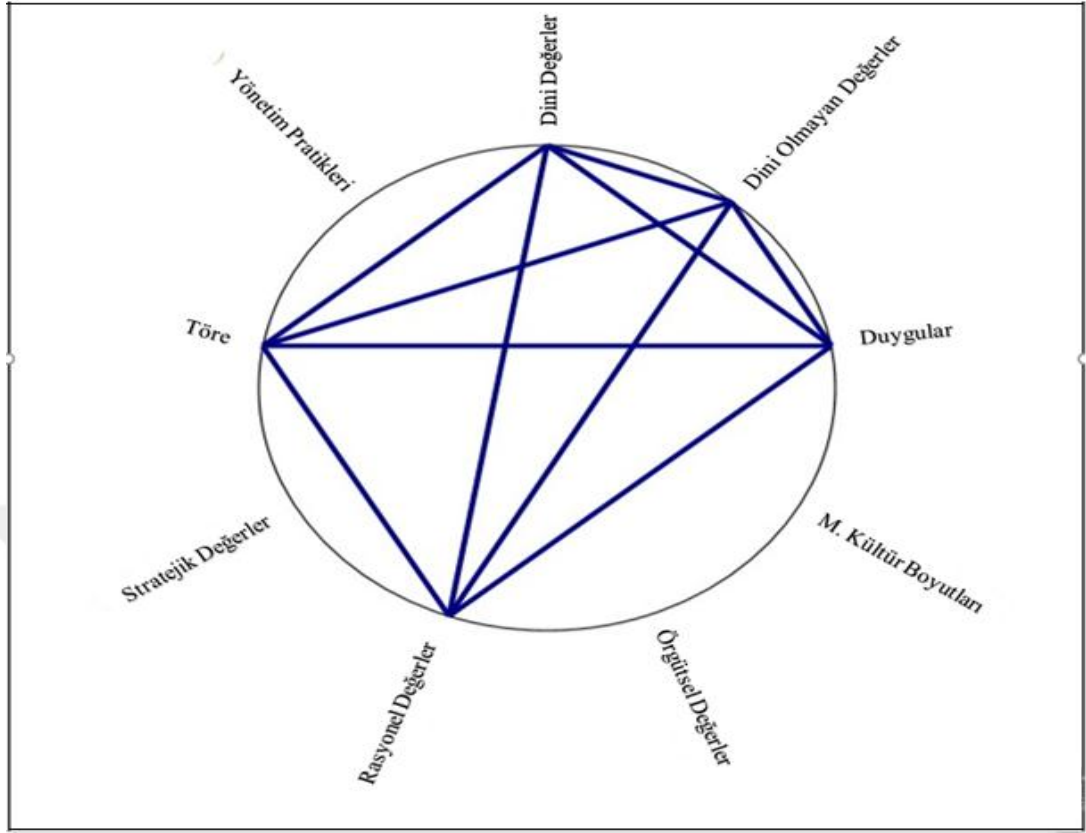 Dini Değerler
Dini Olmayan Değerler
Duygular
M. Kültür Boyutları
Örgütsel Değerler
Rasyonel Değerler
Stratejik Değerler
Töre
Yönetim Pratikleri